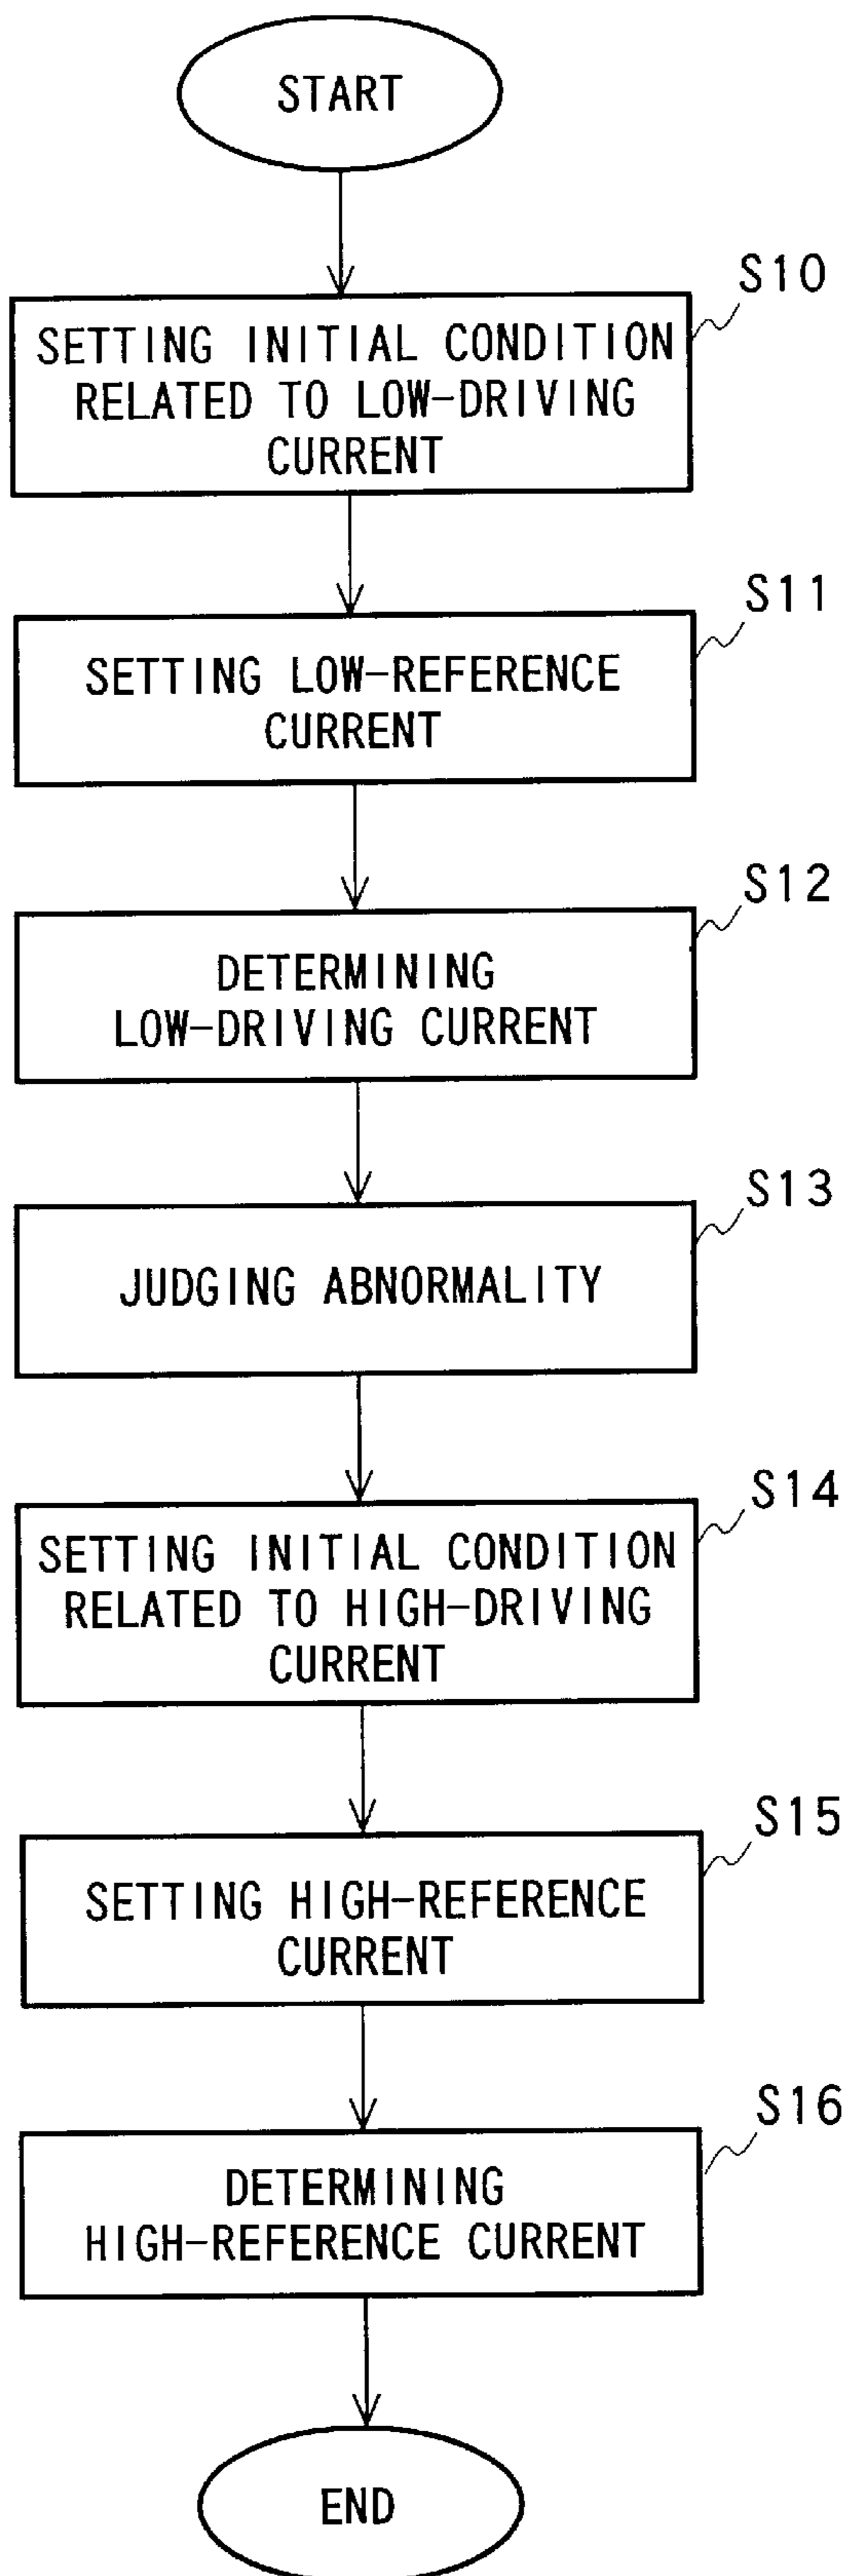 START
S10
SETTING INITIAL CONDITION
RELATED TO LOW-DRIVING
CURRENT
S11
SETTING LOW-REFERENCE
CURRENT
S12
DETERMINING
LOW-DRIVING CURRENT
S13
JUDGING ABNORMALITY
S14
SETTING INITIAL CONDITION
RELATED TO HIGH-DRIVING
CURRENT
S15
SETTING HIGH-REFERENCE
CURRENT
S16
DETERMINING
HIGH-REFERENCE CURRENT
END